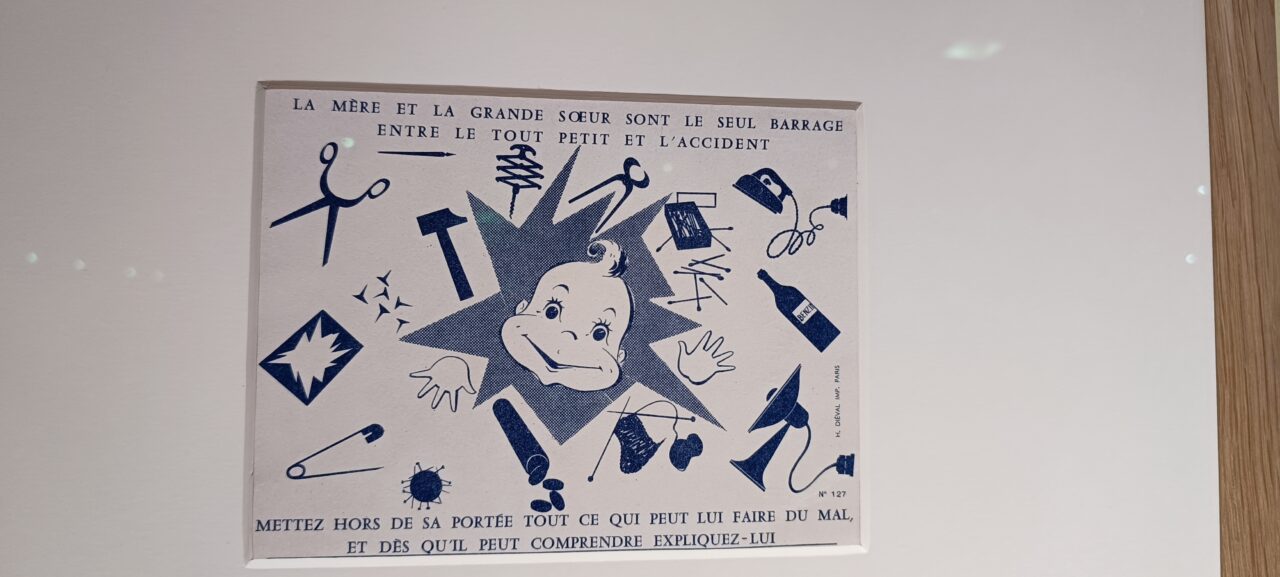 LA MÈRE ET LA GRANDE SŒUR SONT LE SEUL BARRAGE
ENTRE LE TOUT PETIT ET L'ACCIDENT
BENZINE
H. DIÉVAL IMP. PARIS
N° 127
METTEZ HORS DE SA PORTÉE TOUT CE QUI PEUT LUI FAIRE DU MAL,
ET DÈS QU'IL PEUT COMPRENDRE EXPLIQUEZ-LUI